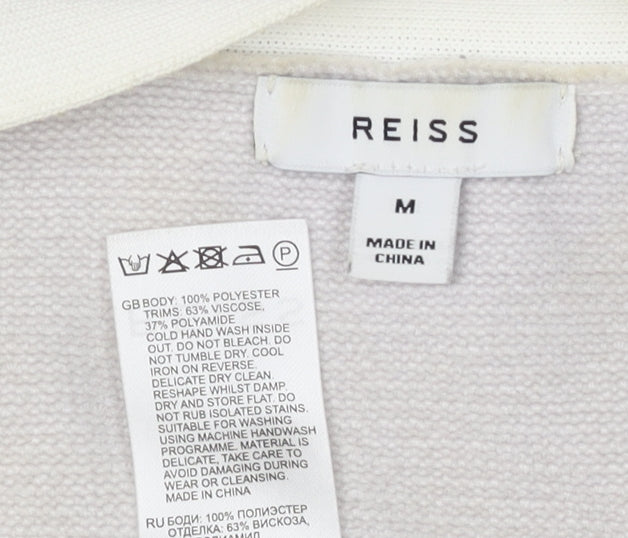 REISS
M
MADE IN
CHINA
P
GB BODY: 100% POLYESTER
TRIMS: 63% VISCOSE,
37% POLYAMIDE
COLD HAND WASH INSIDE
OUT. DO NOT BLEACH. DO
NOT TUMBLE DRY. COOL
IRON ON REVERSE.
DELICATE DRY CLEAN.
RESHAPE WHILST DAMP,
DRY AND STORE FLAT. DO
NOT RUB ISOLATED STAINS.
SUITABLE FOR WASHING
USING MACHINE HANDWASH
PROGRAMME. MATERIAL IS
DELICATE, TAKE CARE TO
AVOID DAMAGING DURING
WEAR OR CLEANSING.
MADE IN CHINA
RU БОДИ: 100% ПОЛИЭСТЕР
ОТДЕЛКА: 63% ВИСКОЗА,